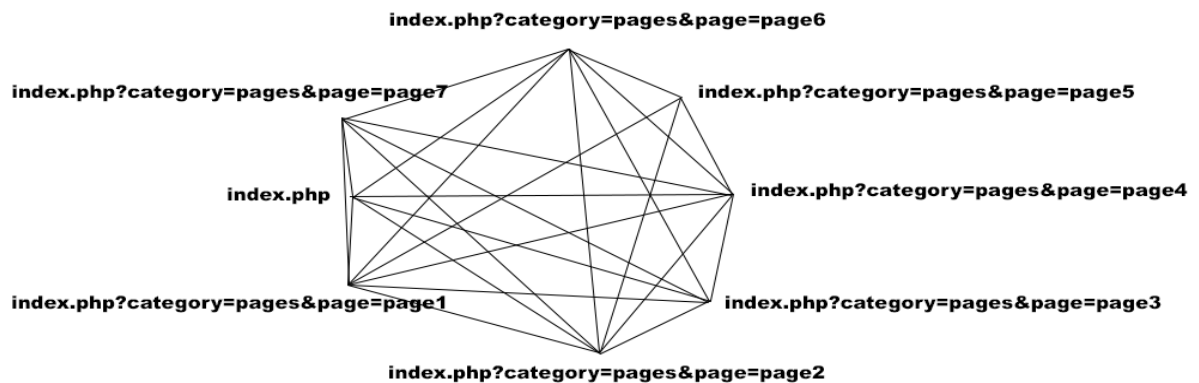 index.php?category=pages&page=page6
index.php?category=pages&page=page7
index.php?category=pages&page=page5
index.php
index.php?category=pages&page=page4
index.php?category=pages&page=page1
index.php?category=pages&page=page3
index.php?category=pages&page=page2